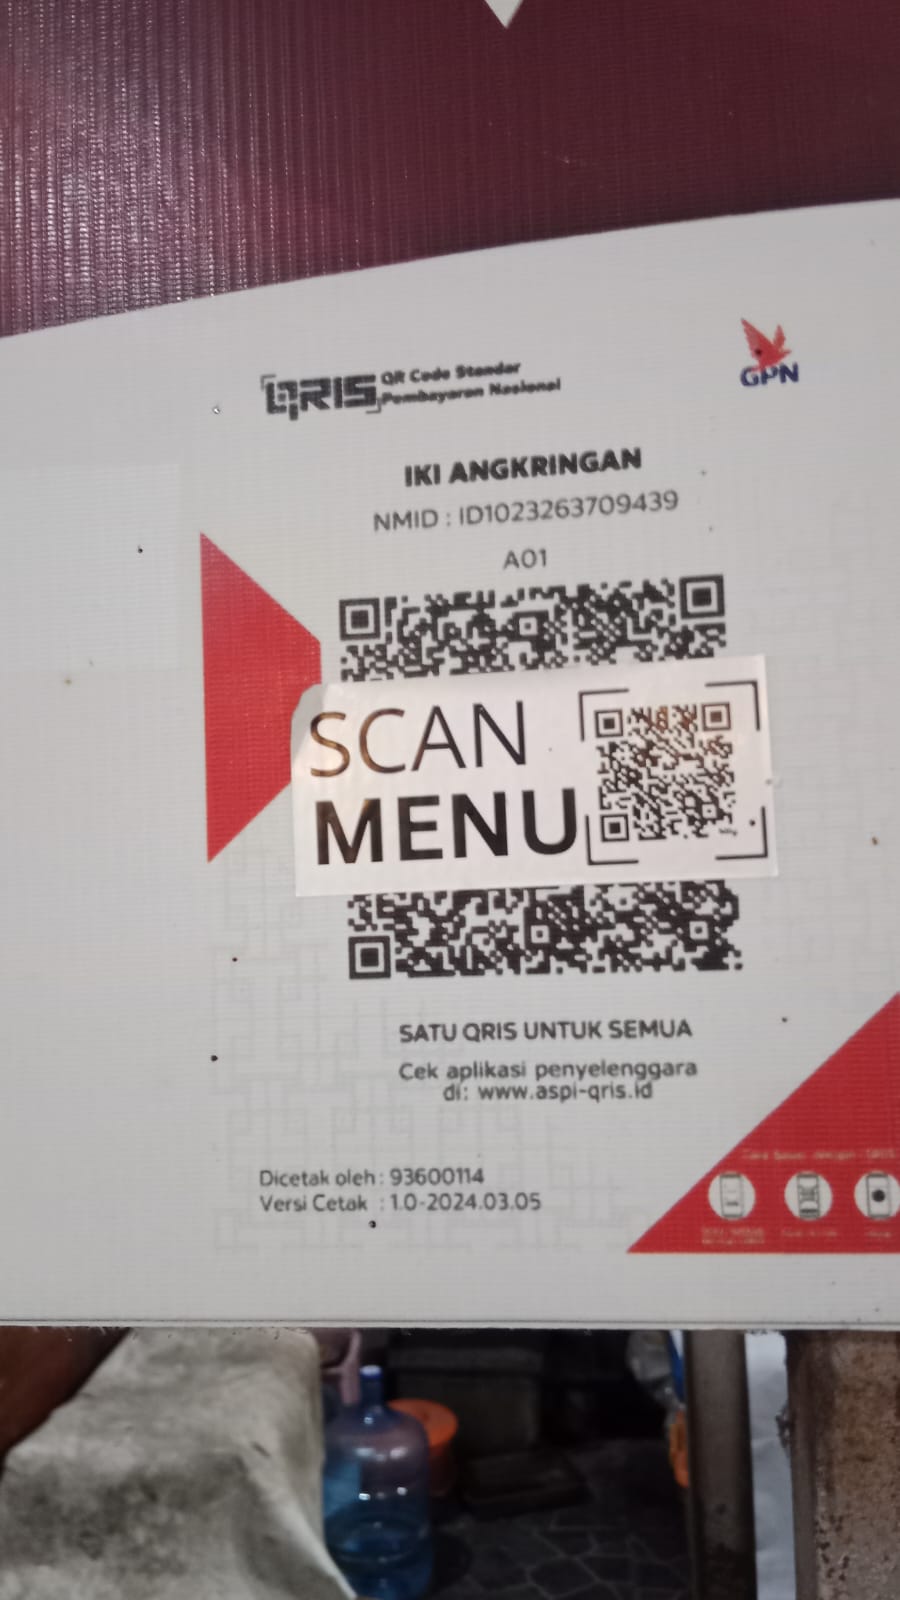 QRIS QR Code Standar
Pembayaran Nasional
GPN
IKI ANGKRINGAN
NMID : ID1023263709439
A01
SCAN
MENU
SATU QRIS UNTUK SEMUA
Cek aplikasi penyelenggara
di: www.aspi-qris.id
Dicetak oleh : 93600114
Versi Cetak : 1.0-2024.03.05